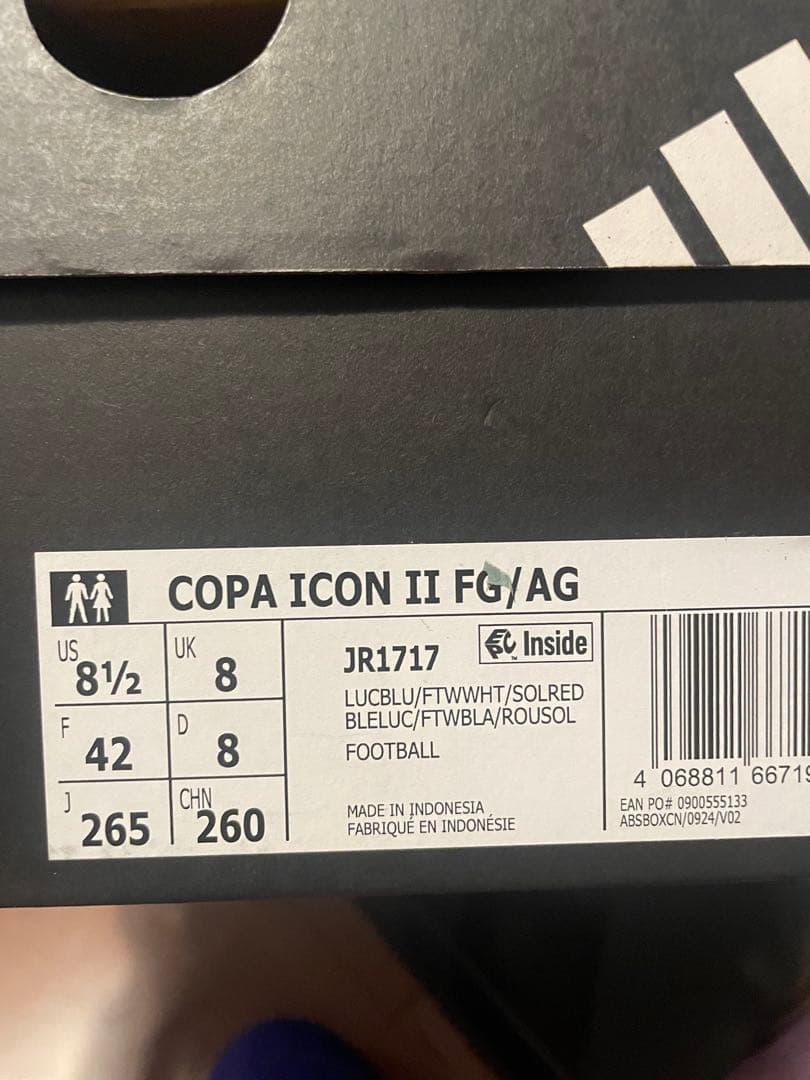 COPA ICON II FG/AG
US 8½
UK 8
F 42
D 8
J 265
CHN 260
JR1717
Inside
LUCBLU/FTWWHT/SOLRED
BLELUC/FTWBLA/ROUSOL
FOOTBALL
MADE IN INDONESIA
FABRIQUÉ EN INDONÉSIE
4 068811 66719
EAN PO# 0900555133
ABSBOXCN/0924/V02